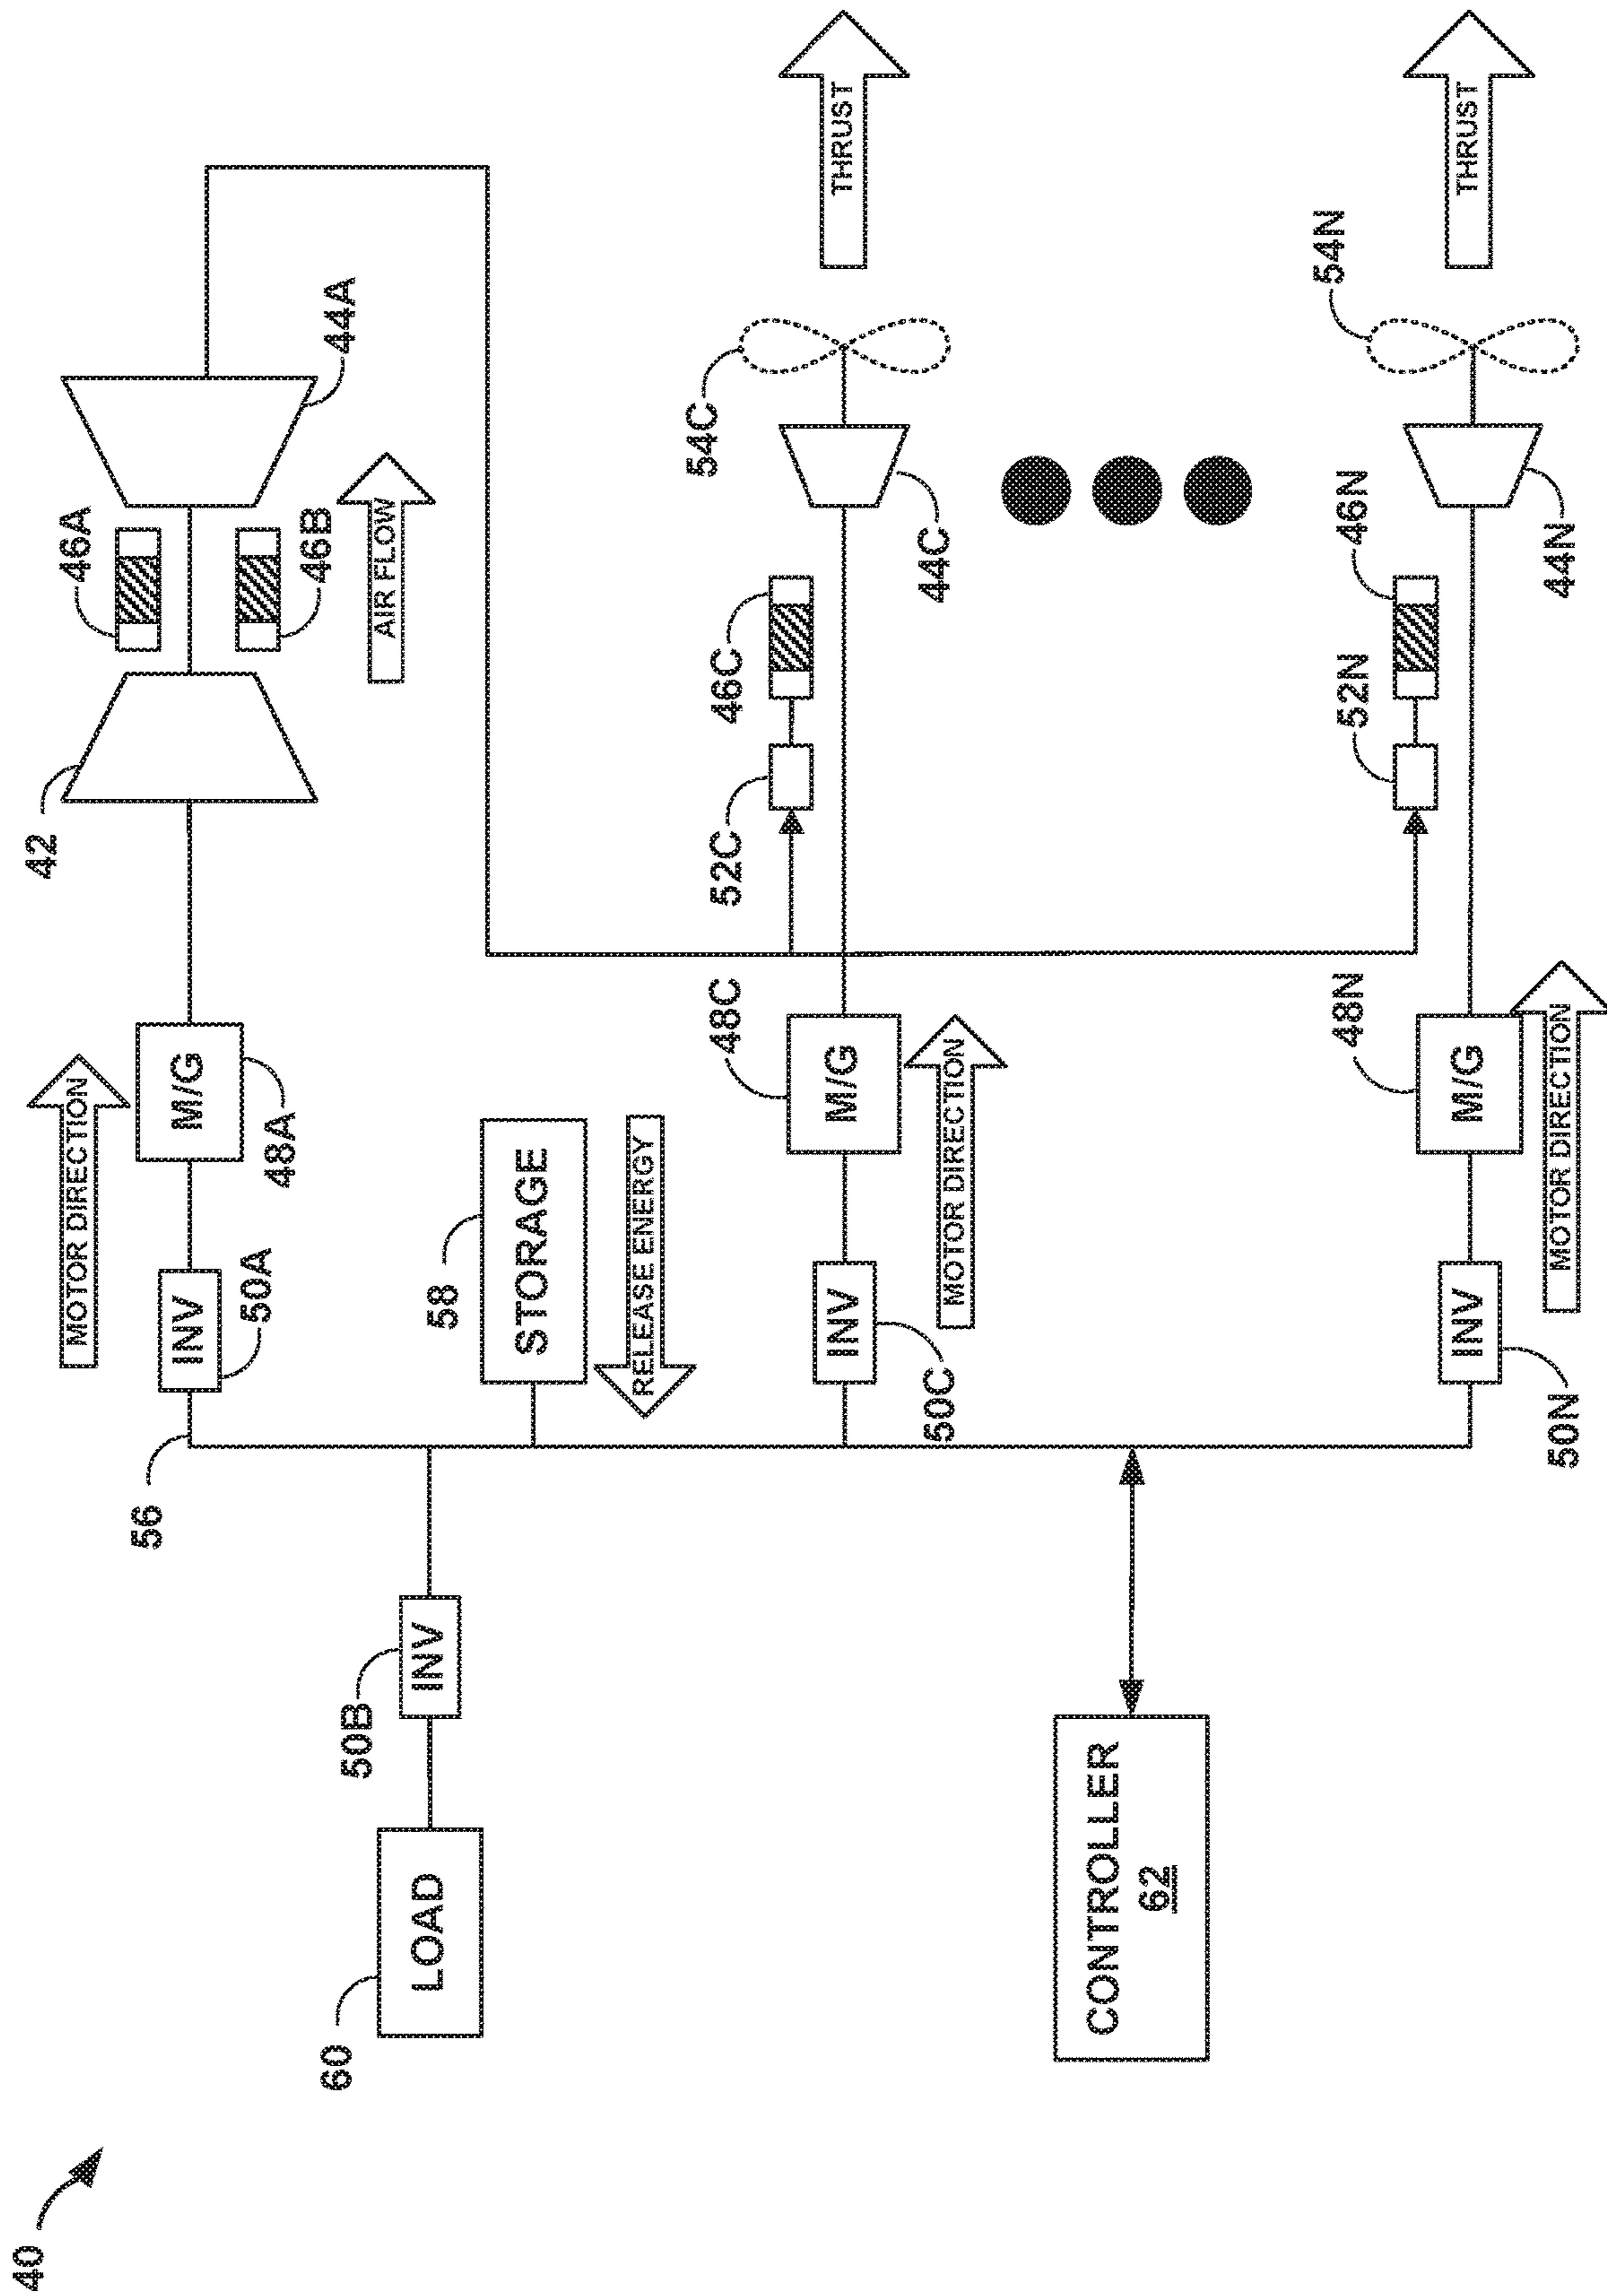 40
60
LOAD
50B
INV
56
MOTOR DIRECTION
INV
50A
M/G
48A
42
46A
46B
AIR FLOW
44A
58
STORAGE
RELEASE ENERGY
INV
50C
48C
M/G
MOTOR DIRECTION
52C
46C
44C
54C
THRUST
CONTROLLER
62
INV
50N
48N
M/G
MOTOR DIRECTION
52N
46N
44N
54N
THRUST